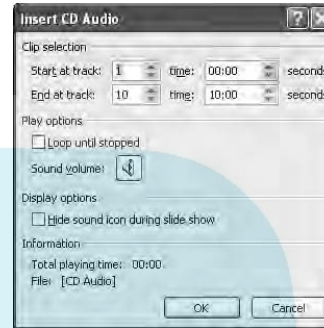 Insert CD Audio
Clip selection
Start at track: 1 time: 00:00 seconds
End at track: 10 time: 10:00 seconds
Play options
Loop until stopped
Sound volume:
Display options
Hide sound icon during slide show
Information
Total playing time: 00:00
File: [CD Audio]
OK Cancel